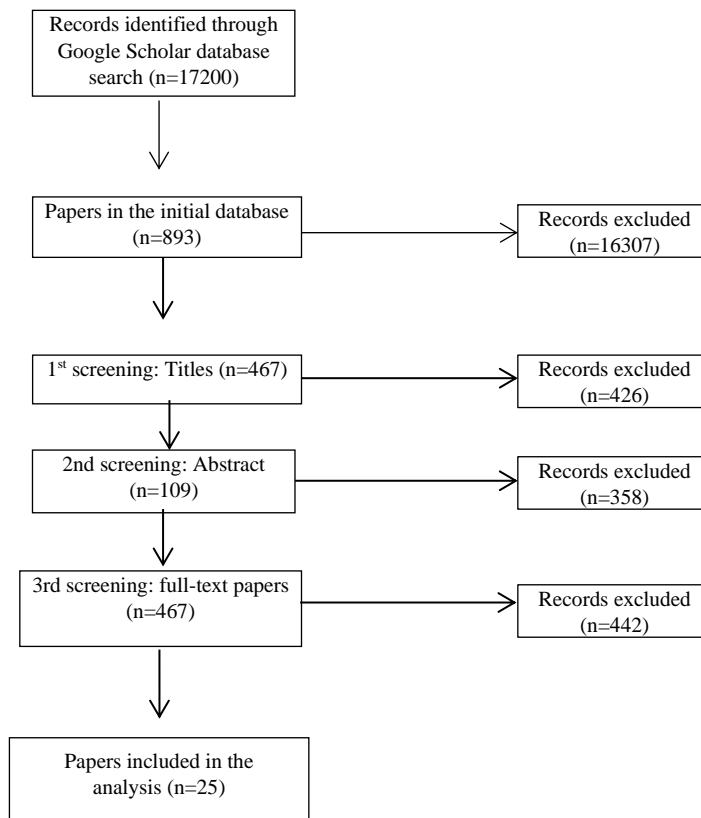 Records identified through
Google Scholar database
search (n=17200)
Papers in the initial database
(n=893)
Records excluded
(n=16307)
1st screening: Titles (n=467)
Records excluded
(n=426)
2nd screening: Abstract
(n=109)
Records excluded
(n=358)
3rd screening: full-text papers
(n=467)
Records excluded
(n=442)
Papers included in the
analysis (n=25)